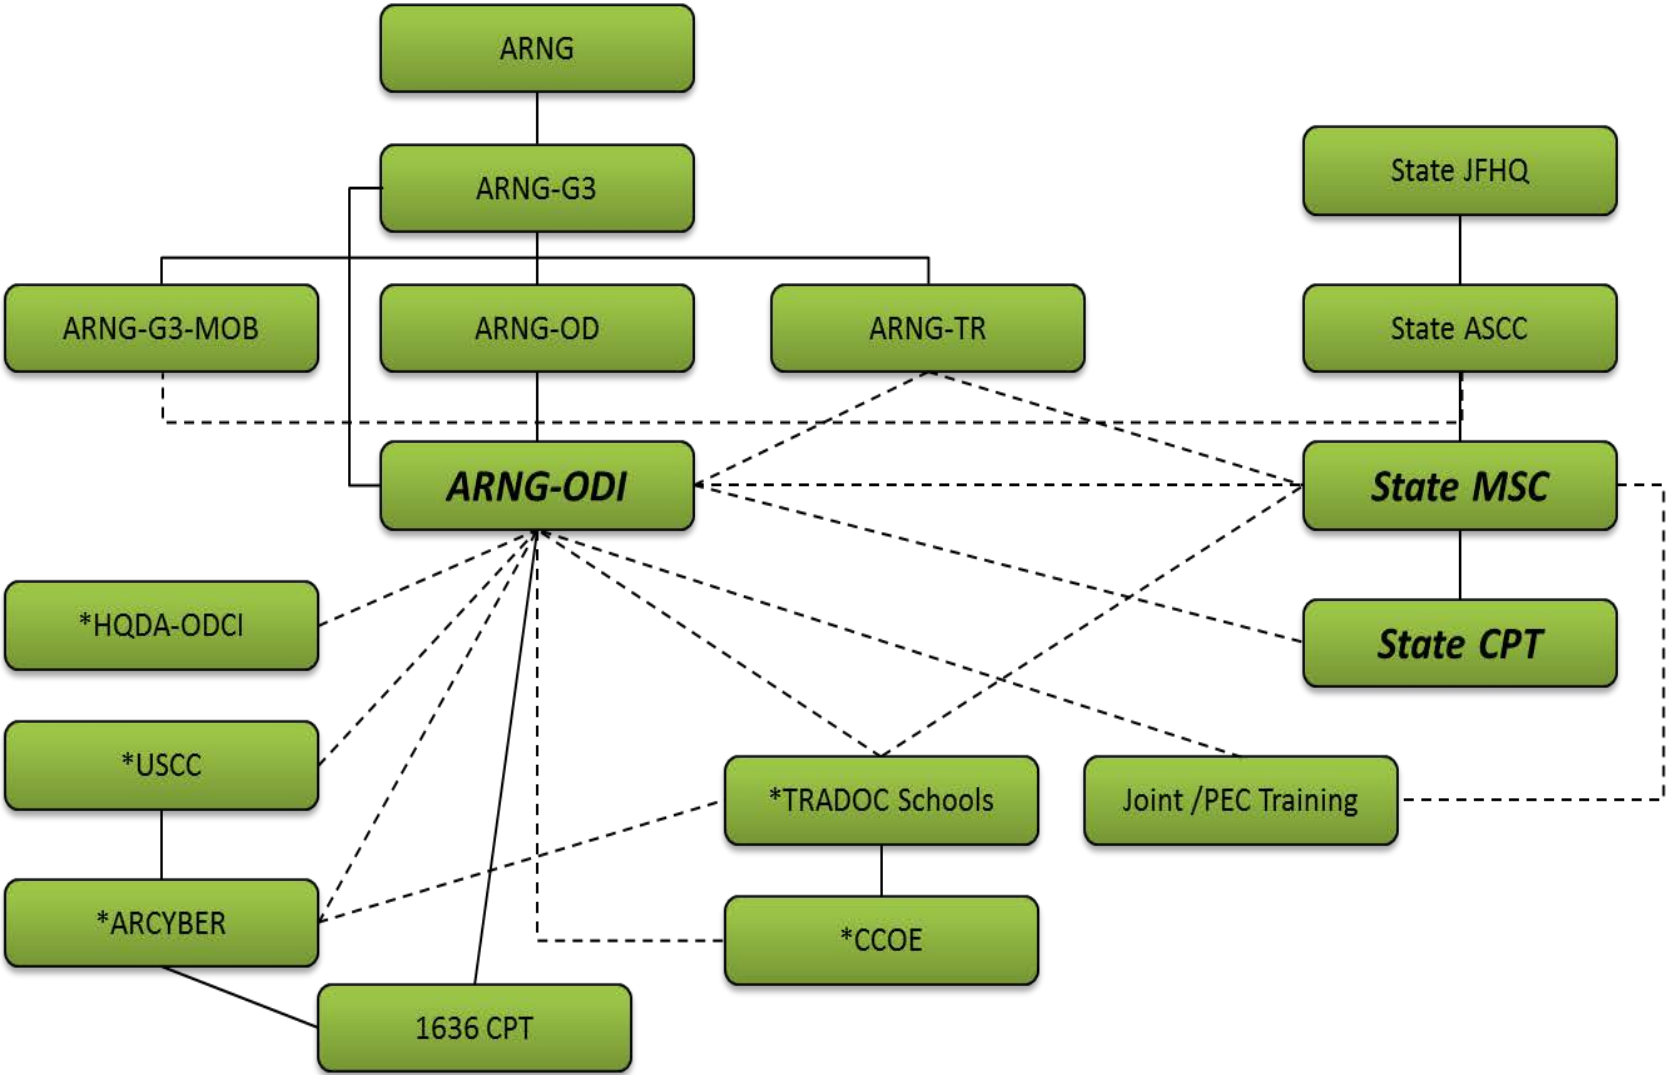 ARNG
State JFHQ
ARNG-G3
ARNG-G3-MOB
ARNG-OD
ARNG-TR
State ASCC
ARNG-ODI
State MSC
*HQDA-ODCI
State CPT
*USCC
*TRADOC Schools
Joint /PEC Training
*ARCYBER
*CCOE
1636 CPT